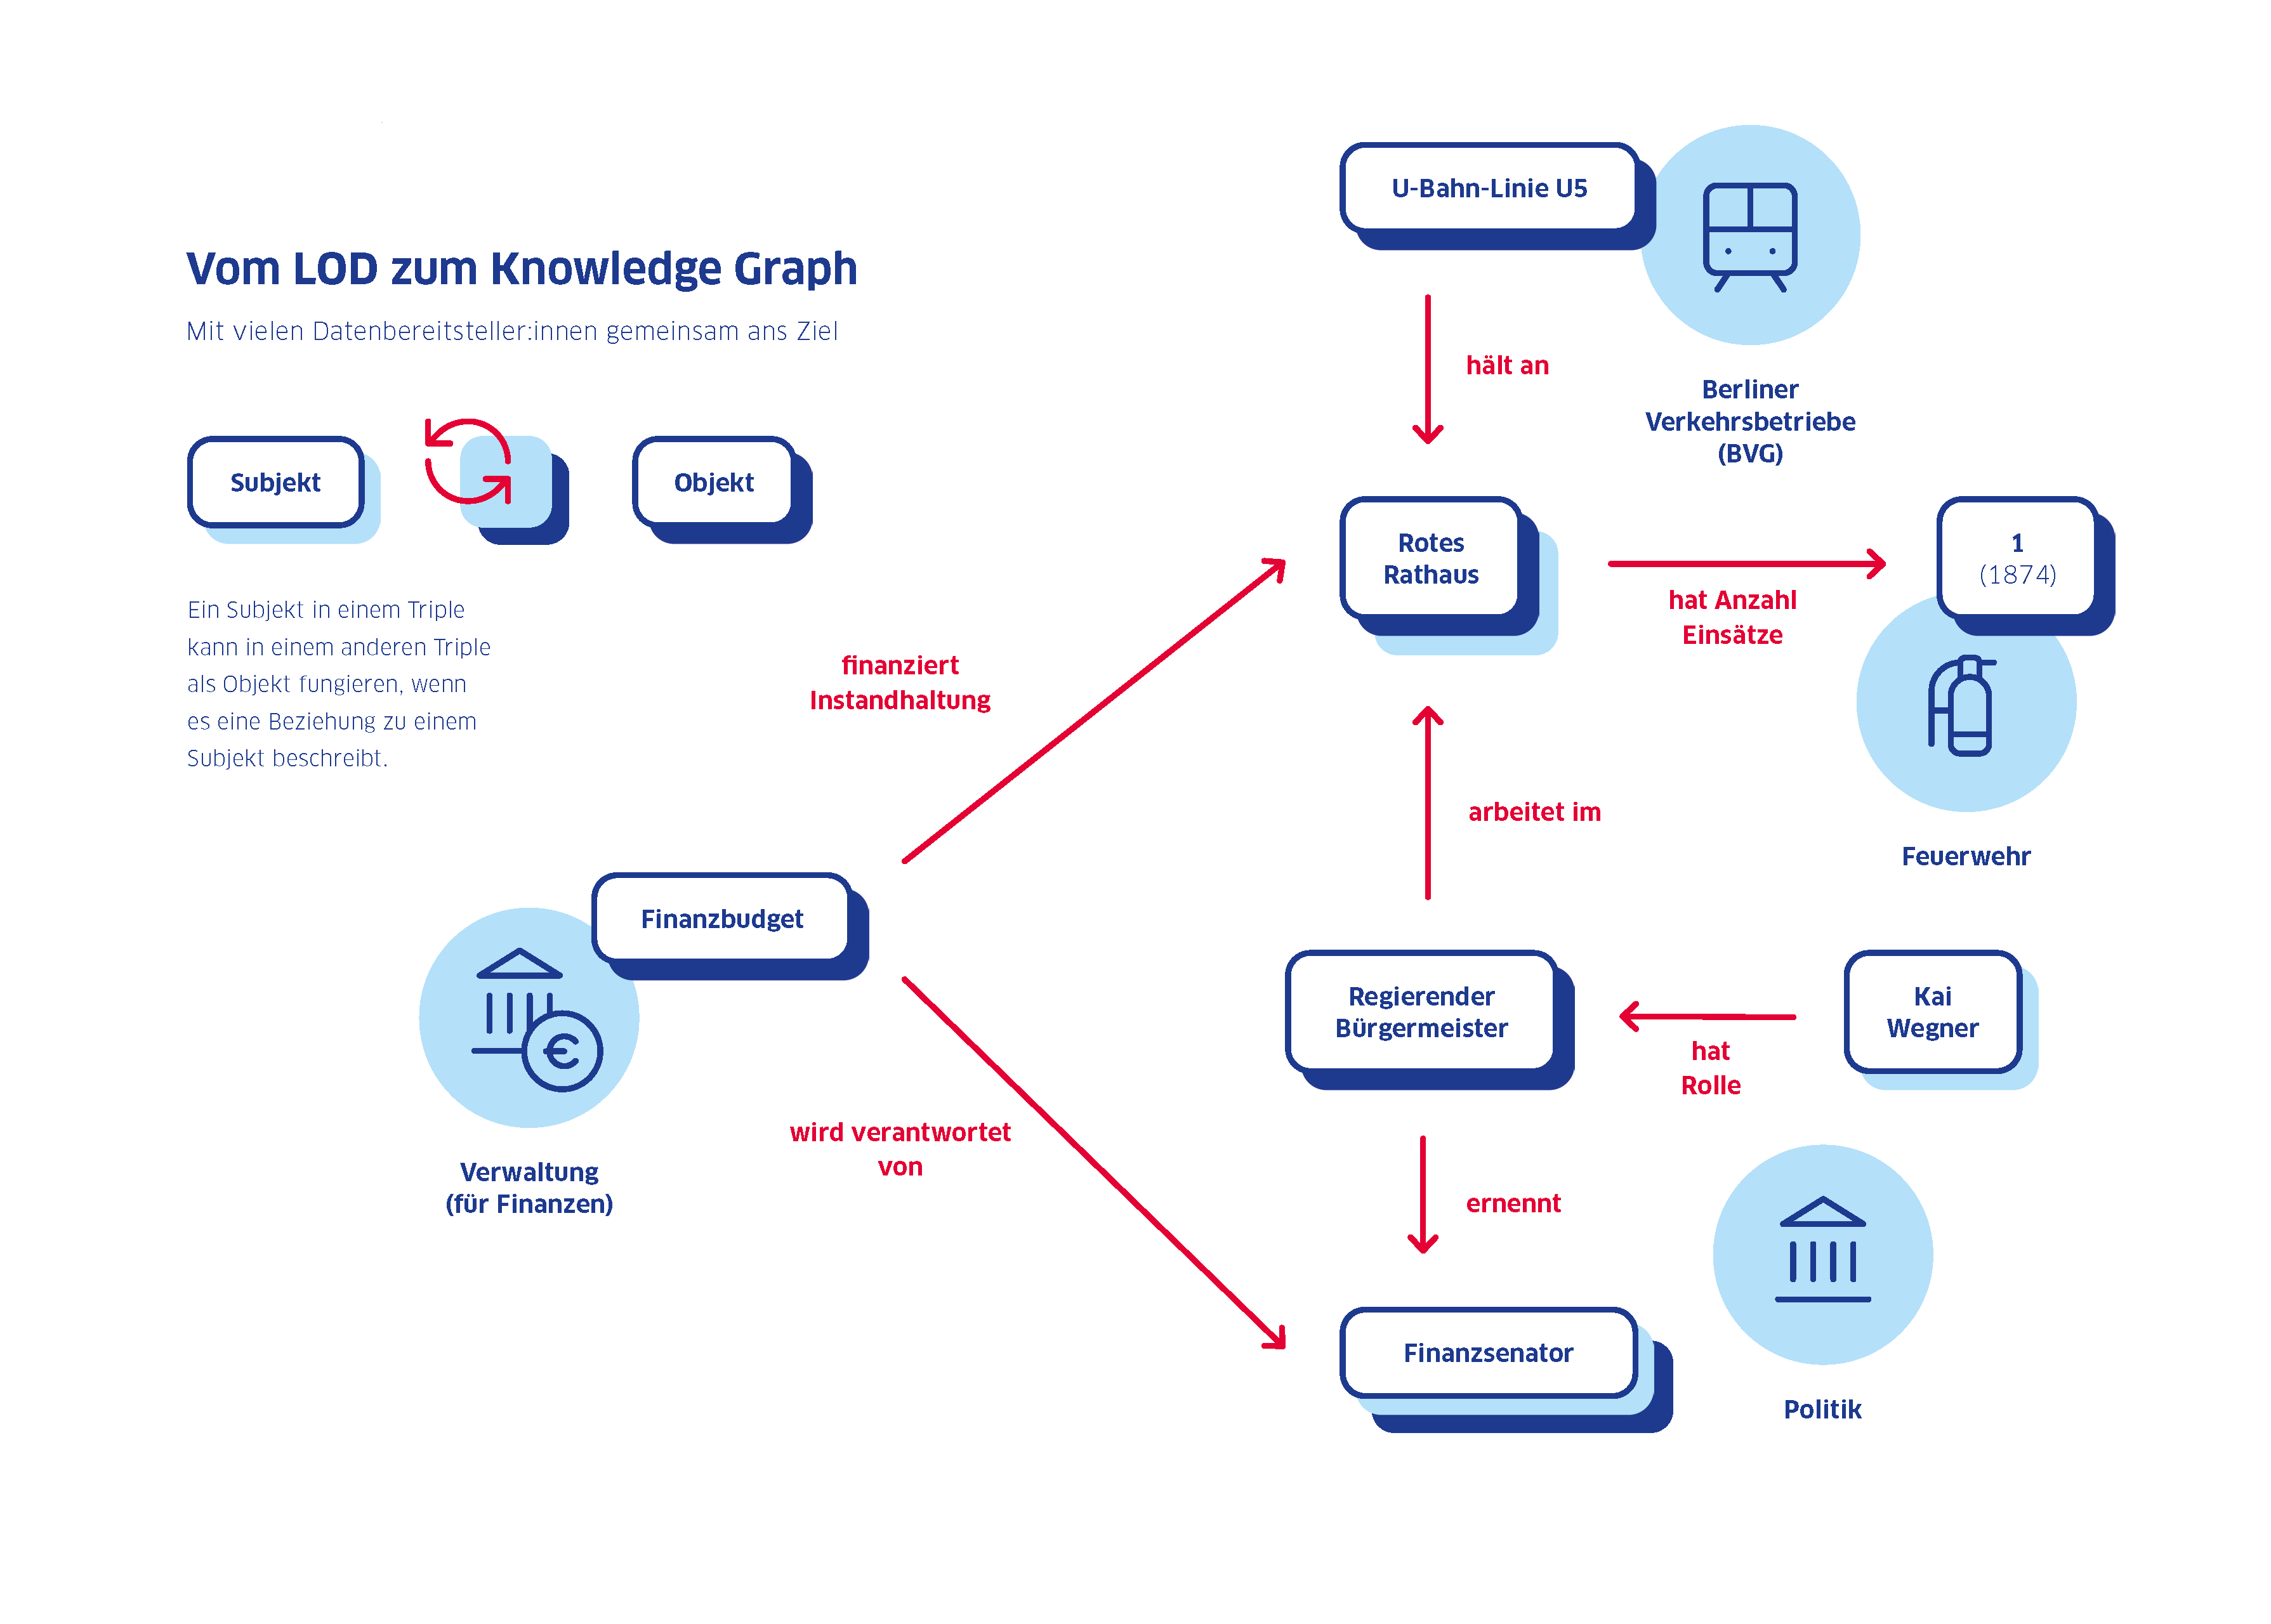 Vom LOD zum Knowledge Graph
Mit vielen Datenbereitsteller:innen gemeinsam ans Ziel
Subjekt
Objekt
Ein Subjekt in einem Triple
kann in einem anderen Triple
als Objekt fungieren, wenn
es eine Beziehung zu einem
Subjekt beschreibt.
U-Bahn-Linie U5
hält an
Berliner
Verkehrsbetriebe
(BVG)
Rotes
Rathaus
hat Anzahl
Einsätze
1
(1874)
Feuerwehr
finanziert
Instandhaltung
arbeitet im
Finanzbudget
Verwaltung
(für Finanzen)
wird verantwortet
von
Regierender
Bürgermeister
hat
Rolle
Kai
Wegner
ernennt
Finanzsenator
Politik